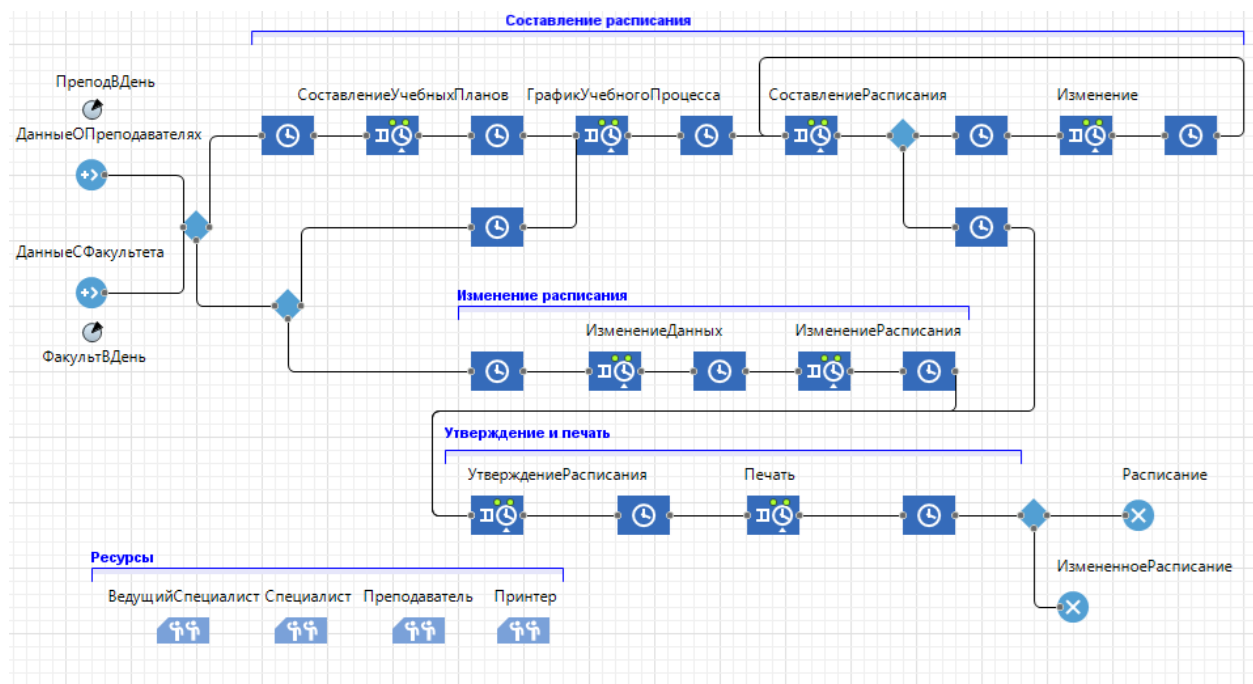 Составление расписания
ПреподВДень
СоставлениеУчебныхПланов
ГрафикУчебногоПроцесса
СоставлениеРасписания
Изменение
ДанныеОПреподавателях
ДанныеСФакультета
ФакультВДень
Изменение расписания
ИзменениеДанных
ИзменениеРасписания
Утверждение и печать
УтверждениеРасписания
Печать
Расписание
ИзмененноеРасписание
Ресурсы
ВедущийСпециалист
Специалист
Преподаватель
Принтер